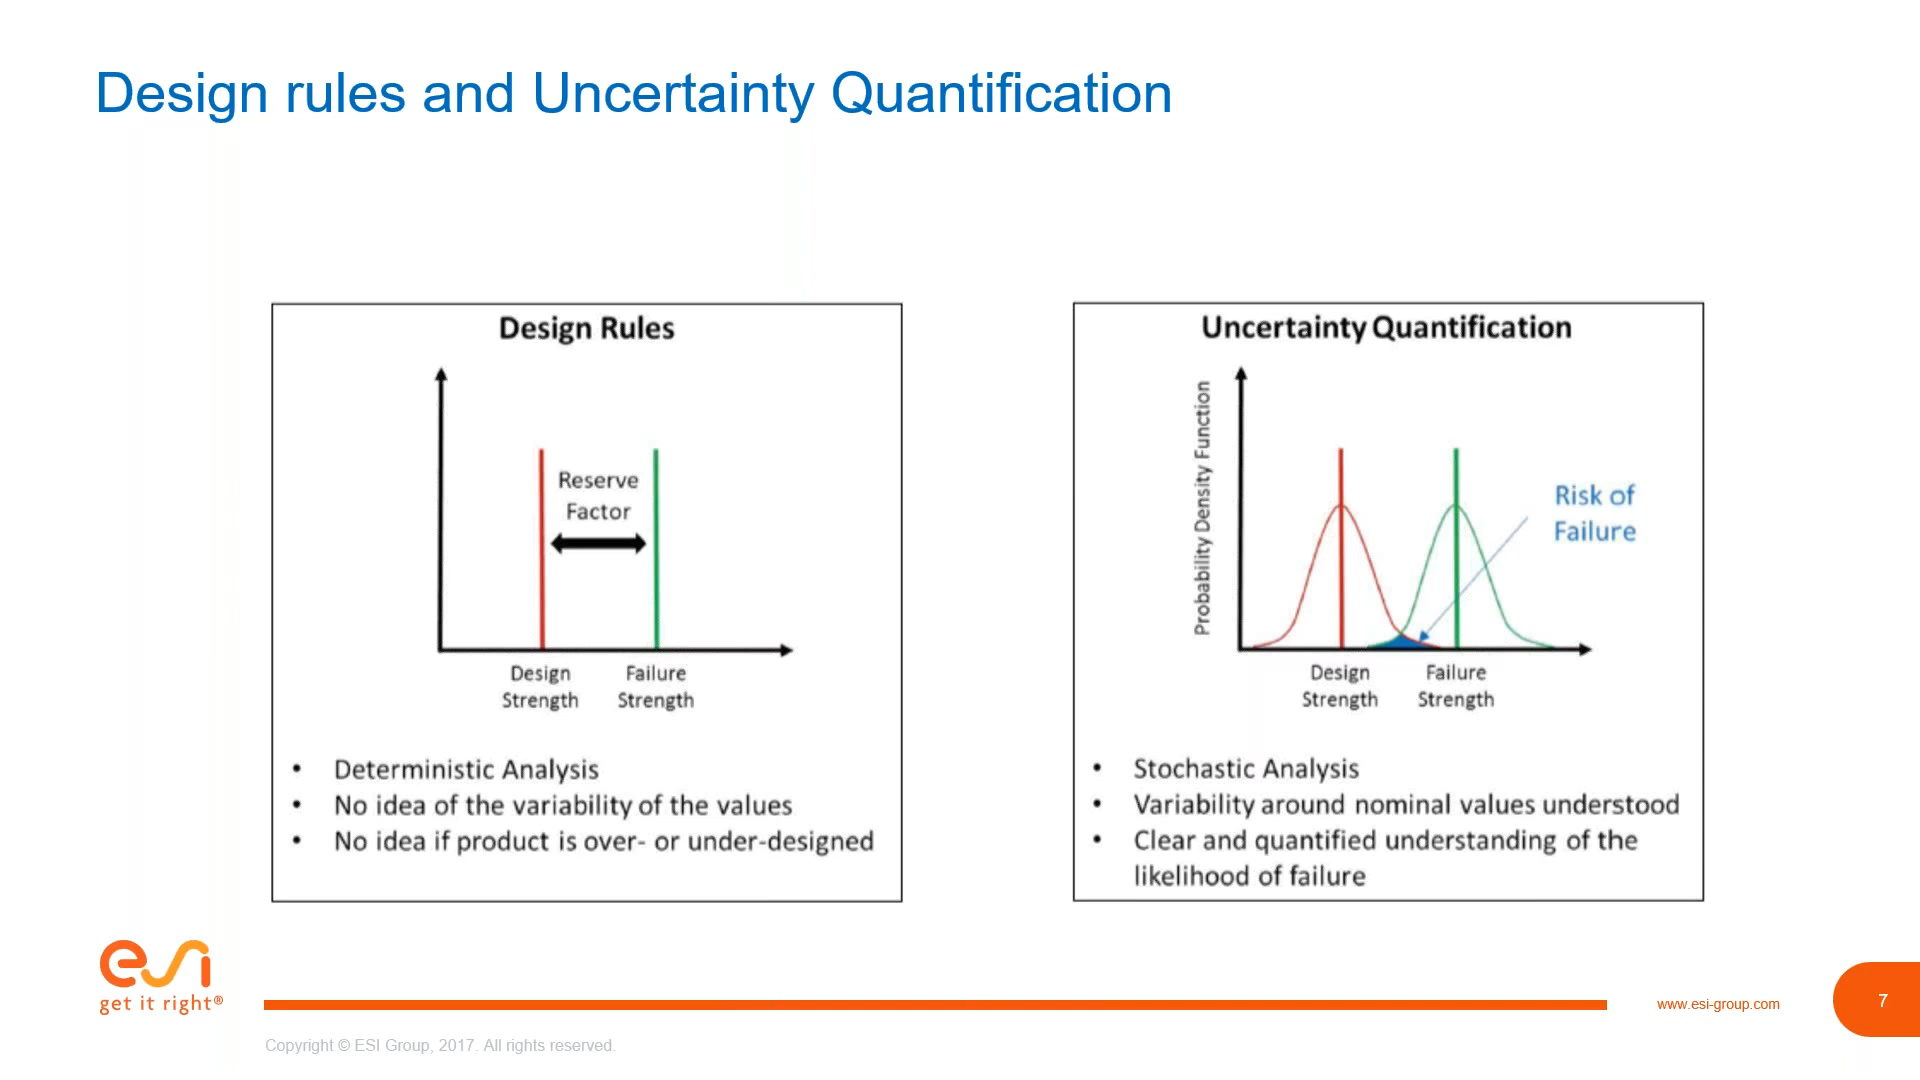 Design rules and Uncertainty Quantification
Design Rules
Reserve
Factor
Design
Strength
Failure
Strength
• Deterministic Analysis
• No idea of the variability of the values
• No idea if product is over- or under-designed
Uncertainty Quantification
Probability Density Function
Risk of
Failure
Design
Strength
Failure
Strength
• Stochastic Analysis
• Variability around nominal values understood
• Clear and quantified understanding of the
likelihood of failure
esi
get it right®
www.esi-group.com
7
Copyright © ESI Group, 2017. All rights reserved.